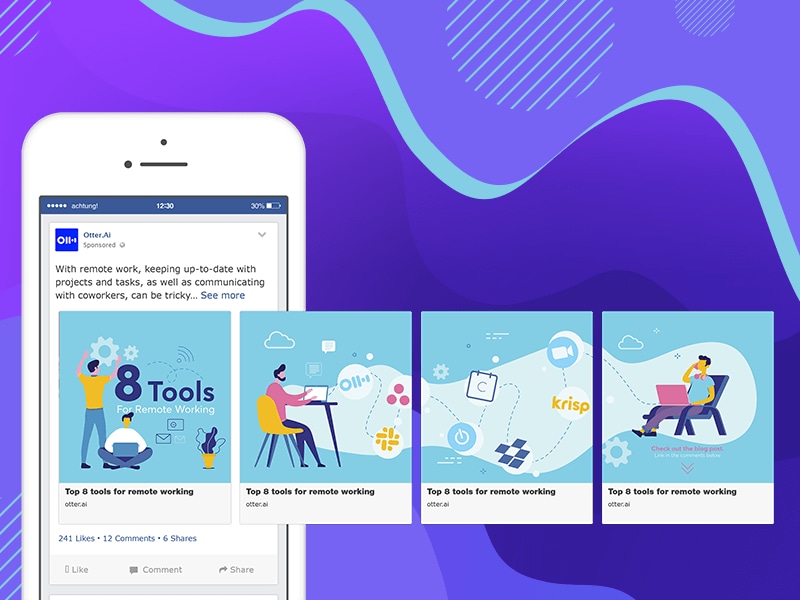 achtung!
12:30
30%
Otter.Ai
Sponsored
With remote work, keeping up-to-date with
projects and tasks, as well as communicating
with coworkers, can be tricky... See more
8 Tools
For Remote Working
Top 8 tools for remote working
otter.ai
Top 8 tools for remote working
otter.ai
C
krisp
Top 8 tools for remote working
otter.ai
Check out the blog post.
Link in the comments below
Top 8 tools for remote working
otter.ai
241 Likes • 12 Comments • 6 Shares
Like
Comment
Share